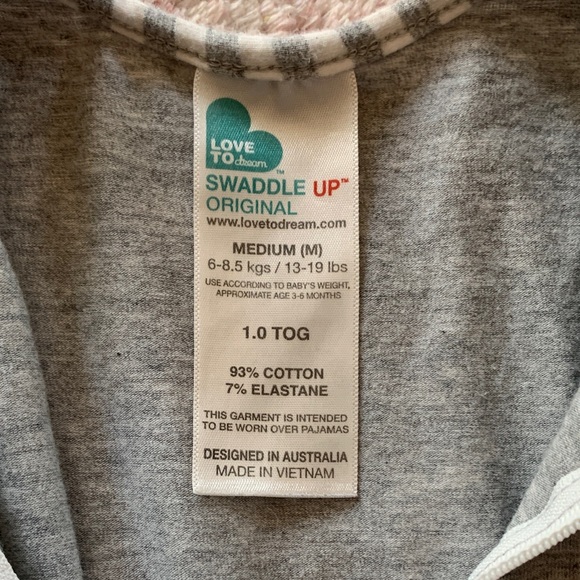 LOVE
TO dream™
SWADDLE UP™
ORIGINAL
www.lovetodream.com
MEDIUM (M)
6-8.5 kgs / 13-19 lbs
USE ACCORDING TO BABY'S WEIGHT,
APPROXIMATE AGE 3-6 MONTHS
1.0 TOG
93% COTTON
7% ELASTANE
THIS GARMENT IS INTENDED
TO BE WORN OVER PAJAMAS
DESIGNED IN AUSTRALIA
MADE IN VIETNAM